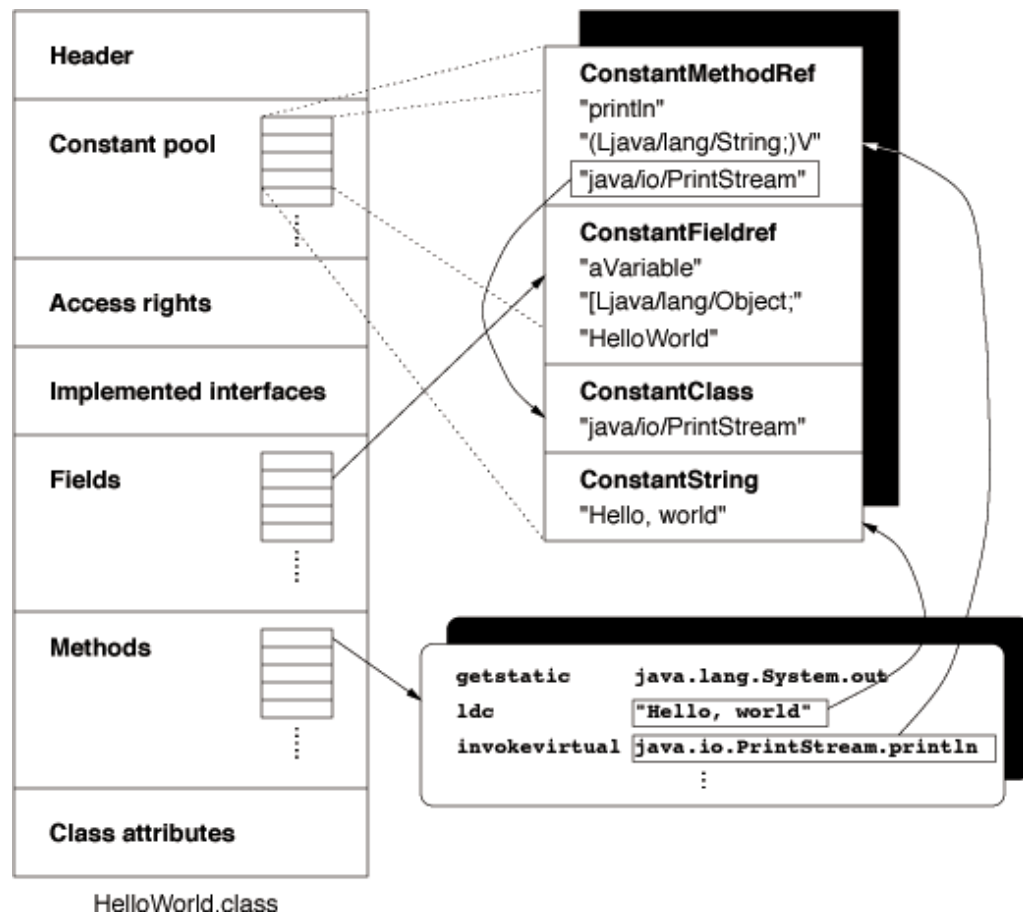 Header
Constant pool
Access rights
Implemented interfaces
Fields
Methods
Class attributes
HelloWorld.class
ConstantMethodRef
"println"
"(Ljava/lang/String;)V"
"java/io/PrintStream"
ConstantFieldref
"aVariable"
"[Ljava/lang/Object;"
"HelloWorld"
ConstantClass
"java/io/PrintStream"
ConstantString
"Hello, world"
getstatic java.lang.System.out
ldc "Hello, world"
invokevirtual java.io.PrintStream.println